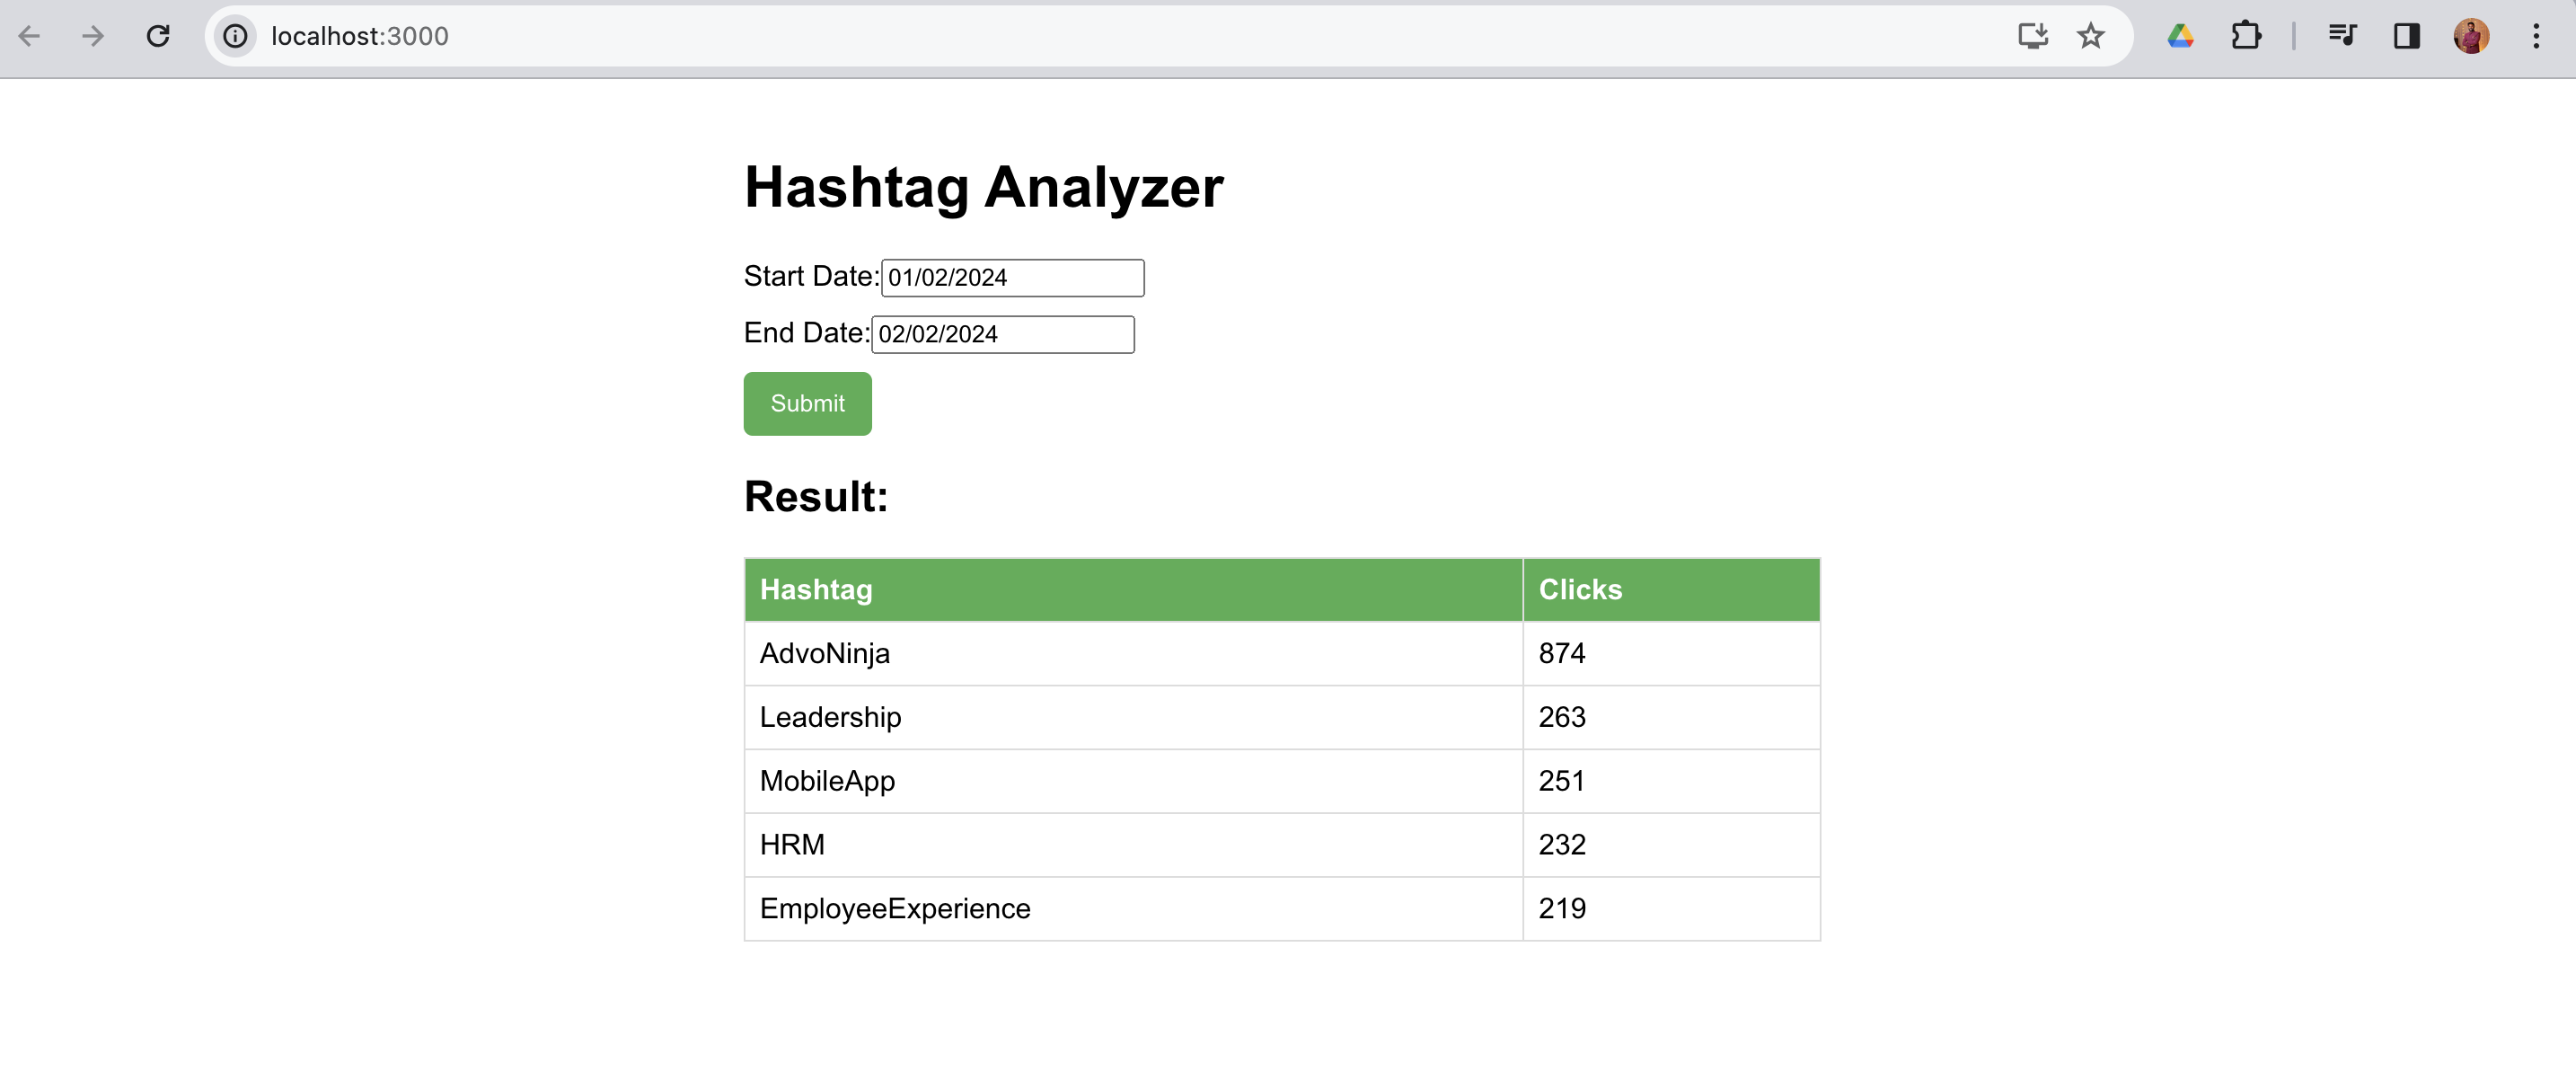 localhost:3000
Hashtag Analyzer
Start Date: 01/02/2024
End Date: 02/02/2024
Submit
Result:
Hashtag Clicks
AdvoNinja 874
Leadership 263
MobileApp 251
HRM 232
EmployeeExperience 219